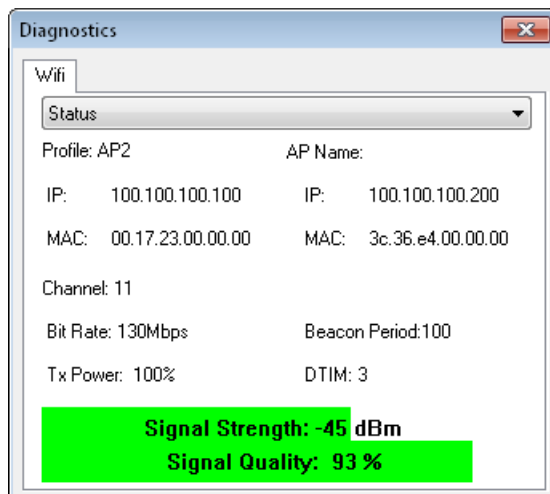 Diagnostics
Wifi
Status
Profile: AP2 AP Name:
IP: 100.100.100.100 IP: 100.100.100.200
MAC: 00.17.23.00.00.00 MAC: 3c.36.e4.00.00.00
Channel: 11
Bit Rate: 130Mbps Beacon Period:100
Tx Power: 100% DTIM: 3
Signal Strength: -45 dBm
Signal Quality: 93 %